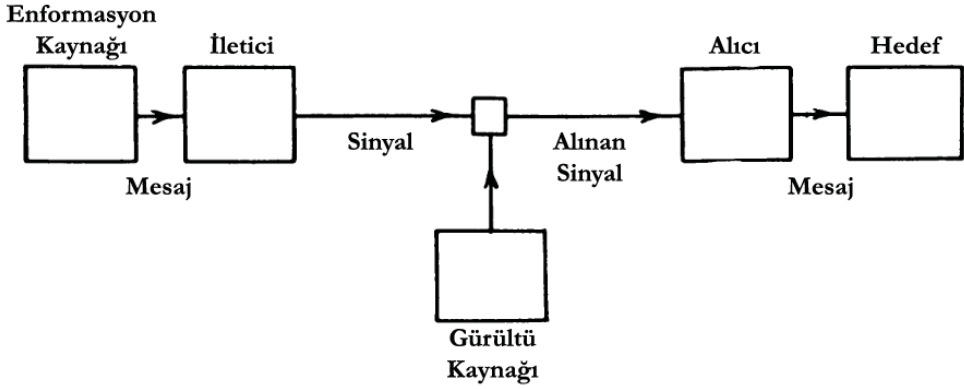 Enformasyon
Kaynağı
İletici
Alıcı
Hedef
Sinyal
Alınan
Sinyal
Mesaj
Mesaj
Gürültü
Kaynağı